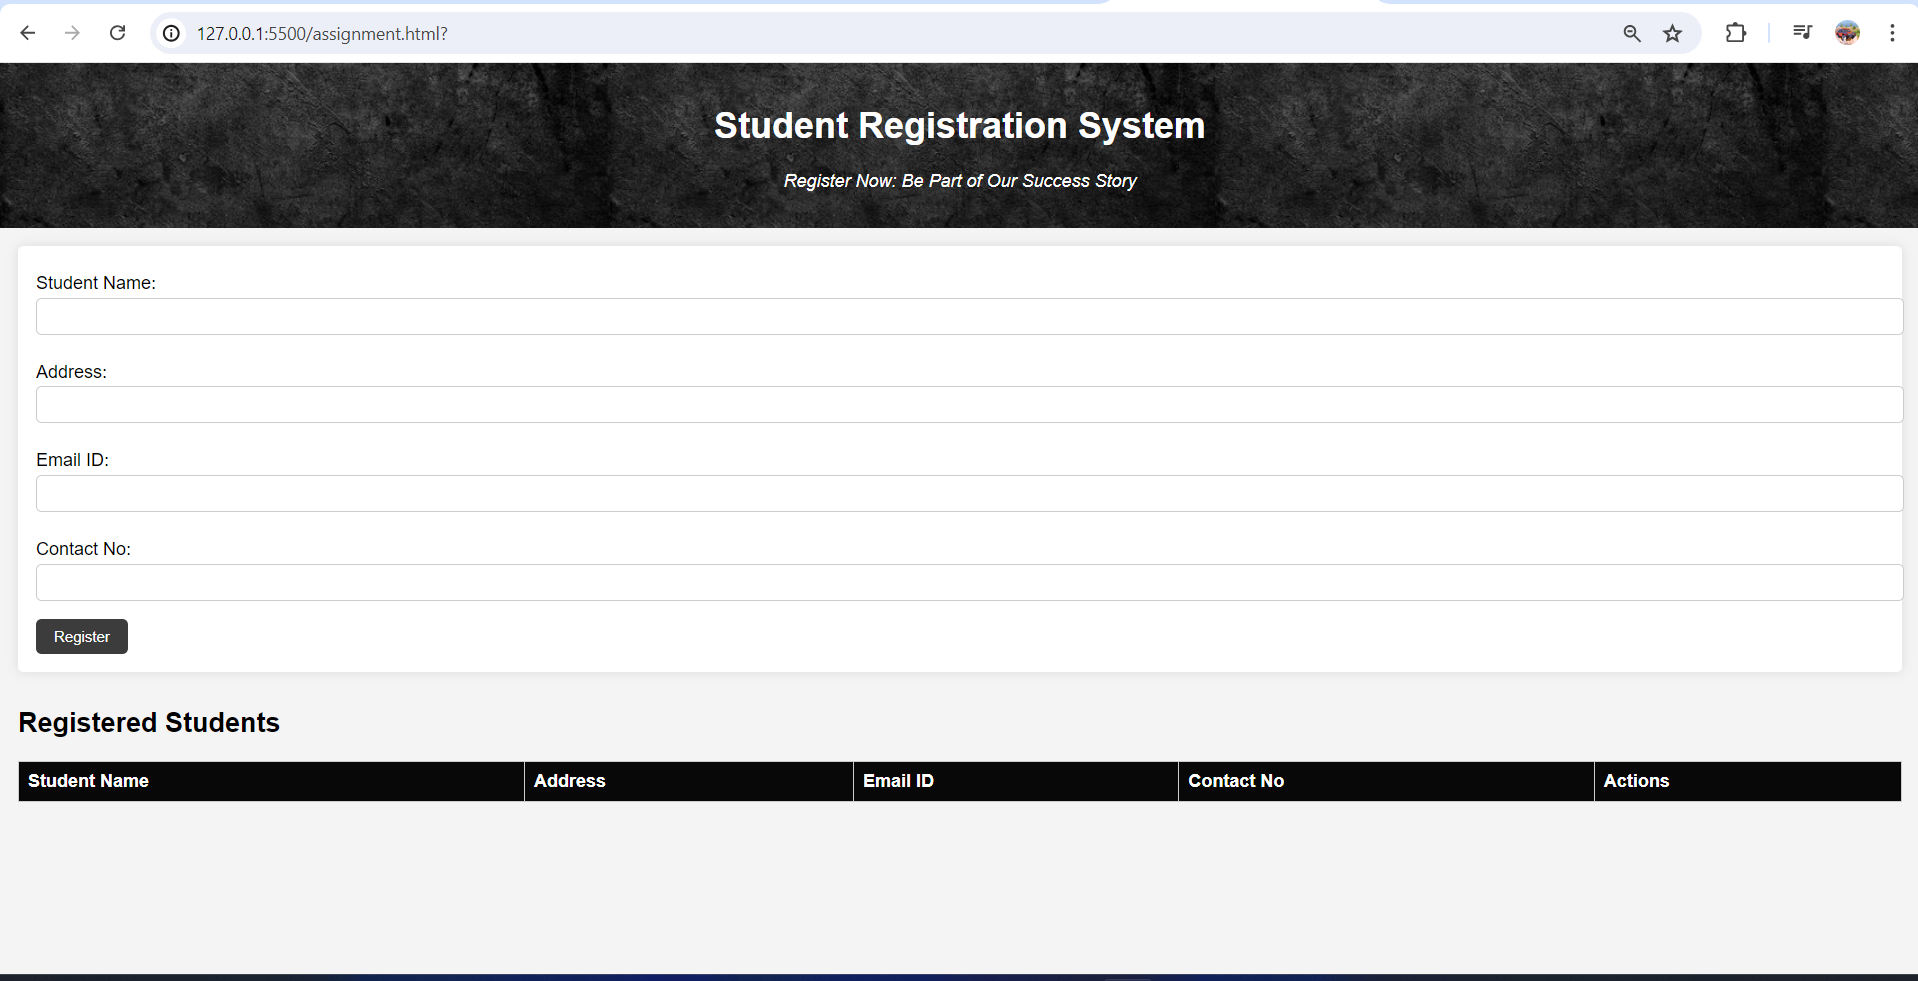 127.0.0.1:5500/assignment.html?
Student Registration System
Register Now: Be Part of Our Success Story
Student Name:
Address:
Email ID:
Contact No:
Register
Registered Students
Student Name Address Email ID Contact No Actions